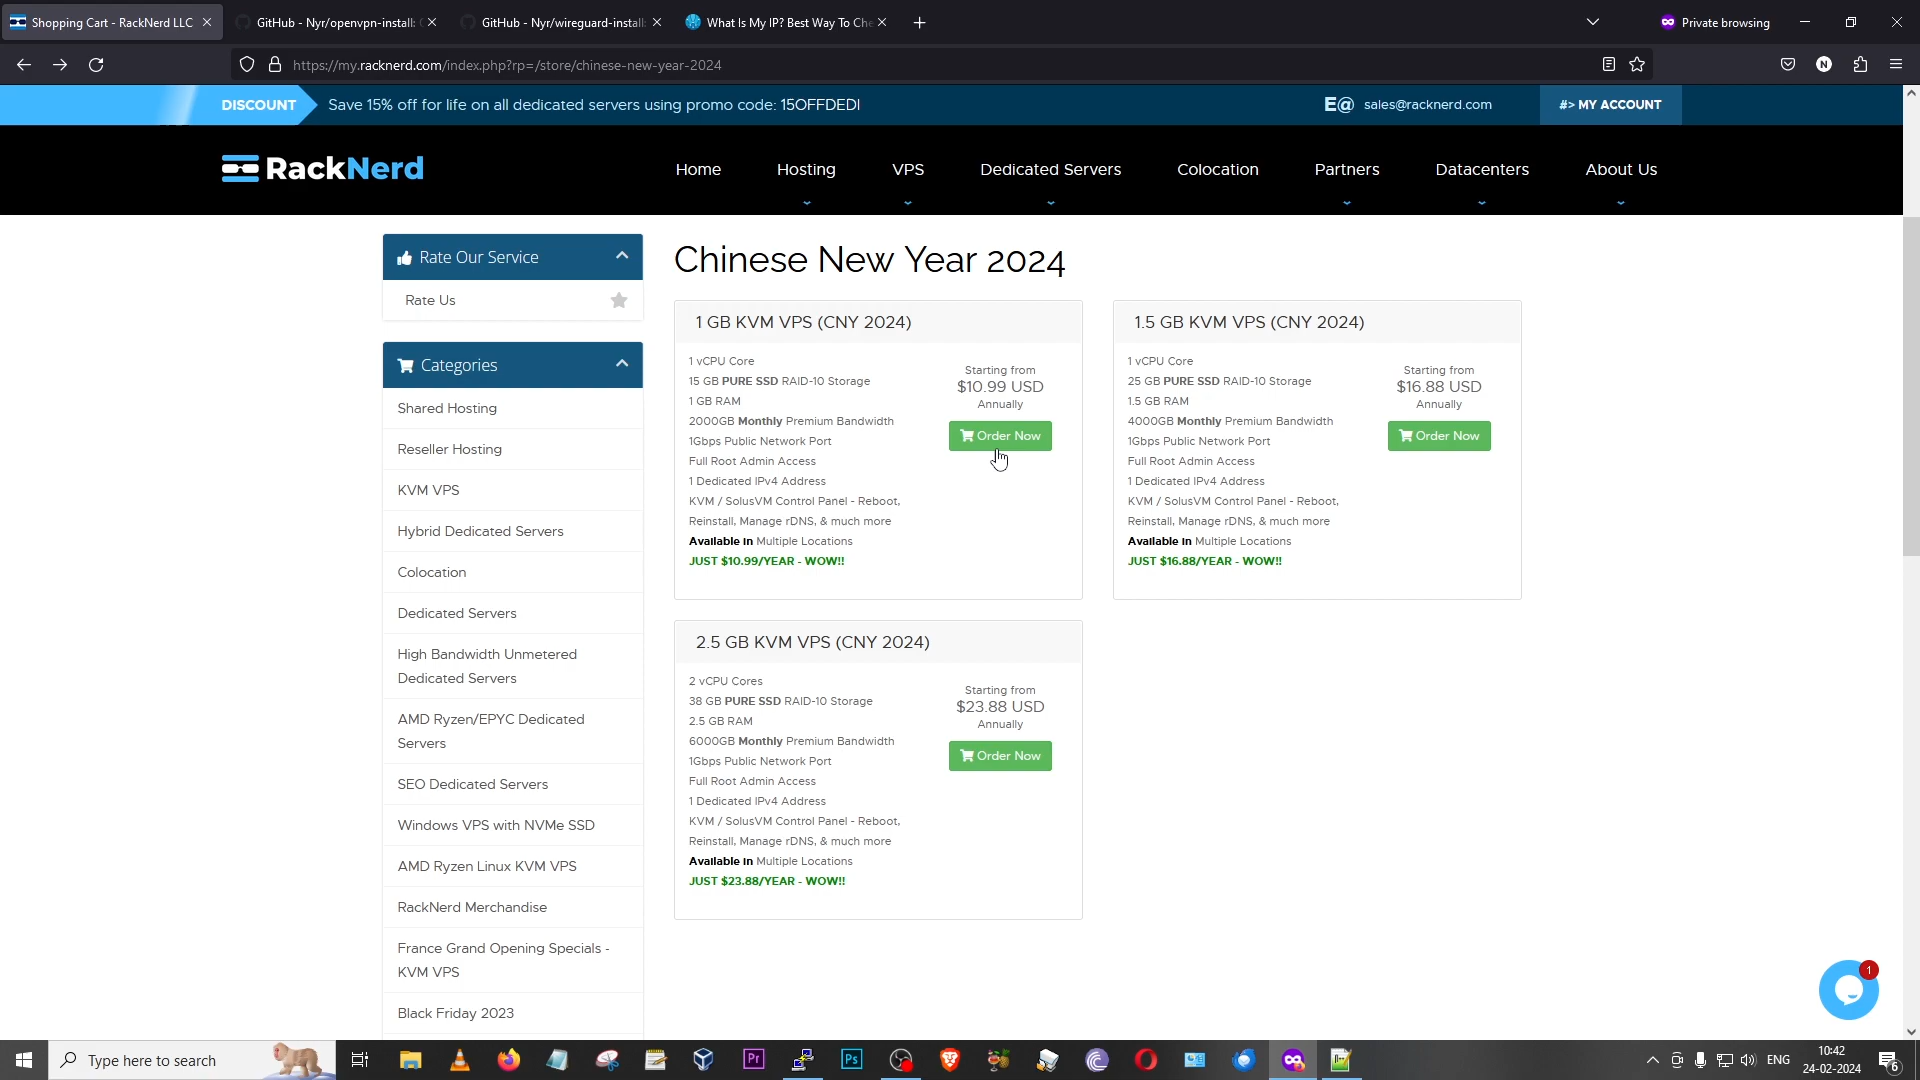 Shopping Cart - RackNerd LLC
GitHub - Nyr/openvpn-install:
GitHub - Nyr/wireguard-install:
What Is My IP? Best Way To Che
Private browsing
https://my.racknerd.com/index.php?rp=/store/chinese-new-year-2024
DISCOUNT
Save 15% off for life on all dedicated servers using promo code: 15OFFDEDI
E@ sales@racknerd.com
#> MY ACCOUNT
RackNerd
Home
Hosting
VPS
Dedicated Servers
Colocation
Partners
Datacenters
About Us
Rate Our Service
Rate Us
Categories
Shared Hosting
Reseller Hosting
KVM VPS
Hybrid Dedicated Servers
Colocation
Dedicated Servers
High Bandwidth Unmetered
Dedicated Servers
AMD Ryzen/EPYC Dedicated
Servers
SEO Dedicated Servers
Windows VPS with NVMe SSD
AMD Ryzen Linux KVM VPS
RackNerd Merchandise
France Grand Opening Specials -
KVM VPS
Black Friday 2023
Chinese New Year 2024
1 GB KVM VPS (CNY 2024)
1 vCPU Core
15 GB PURE SSD RAID-10 Storage
1 GB RAM
2000GB Monthly Premium Bandwidth
1Gbps Public Network Port
Full Root Admin Access
1 Dedicated IPv4 Address
KVM / SolusVM Control Panel - Reboot,
Reinstall, Manage rDNS, & much more
Available in Multiple Locations
JUST $10.99/YEAR - WOW!!
Starting from
$10.99 USD
Annually
Order Now
1.5 GB KVM VPS (CNY 2024)
1 vCPU Core
25 GB PURE SSD RAID-10 Storage
1.5 GB RAM
4000GB Monthly Premium Bandwidth
1Gbps Public Network Port
Full Root Admin Access
1 Dedicated IPv4 Address
KVM / SolusVM Control Panel - Reboot,
Reinstall, Manage rDNS, & much more
Available in Multiple Locations
JUST $16.88/YEAR - WOW!!
Starting from
$16.88 USD
Annually
Order Now
2.5 GB KVM VPS (CNY 2024)
2 vCPU Cores
38 GB PURE SSD RAID-10 Storage
2.5 GB RAM
6000GB Monthly Premium Bandwidth
1Gbps Public Network Port
Full Root Admin Access
1 Dedicated IPv4 Address
KVM / SolusVM Control Panel - Reboot,
Reinstall, Manage rDNS, & much more
Available in Multiple Locations
JUST $23.88/YEAR - WOW!!
Starting from
$23.88 USD
Annually
Order Now
1
Type here to search
Pr
Ps
ENG
10:42
24-02-2024
6
N